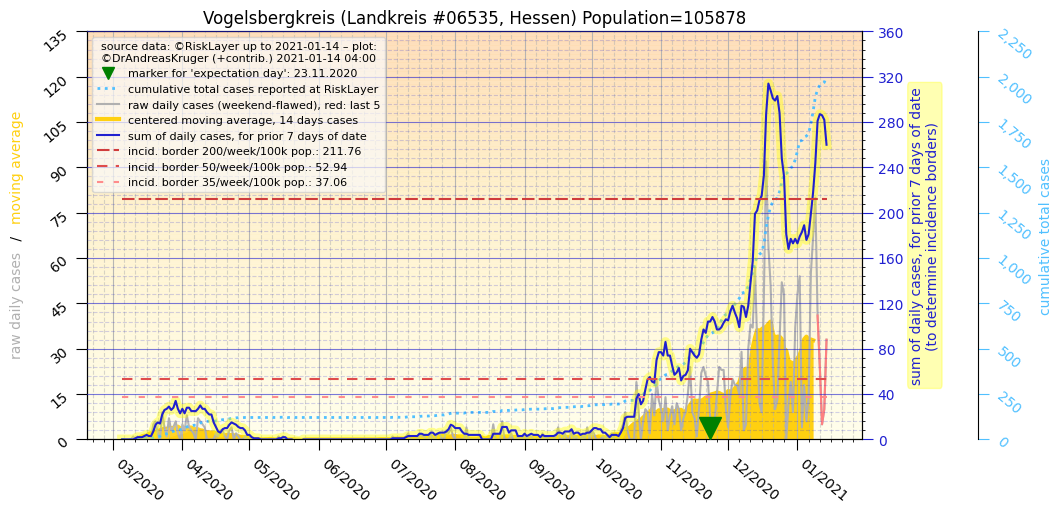 Vogelsbergkreis (Landkreis #06535, Hessen) Population=105878
source data: ©RiskLayer up to 2021-01-14 – plot:
©DrAndreasKruger (+contrib.) 2021-01-14 04:00
marker for 'expectation day': 23.11.2020
cumulative total cases reported at RiskLayer
raw daily cases (weekend-flawed), red: last 5
centered moving average, 14 days cases
sum of daily cases, for prior 7 days of date
incid. border 200/week/100k pop.: 211.76
incid. border 50/week/100k pop.: 52.94
incid. border 35/week/100k pop.: 37.06
raw daily cases / moving average
135
120
105
90
75
60
45
30
15
0
03/2020
04/2020
05/2020
06/2020
07/2020
08/2020
09/2020
10/2020
11/2020
12/2020
01/2021
360
320
280
240
200
160
120
80
40
0
sum of daily cases, for prior 7 days of date
(to determine incidence borders)
2,250
2,000
1,750
1,500
1,250
1,000
750
500
250
0
cumulative total cases